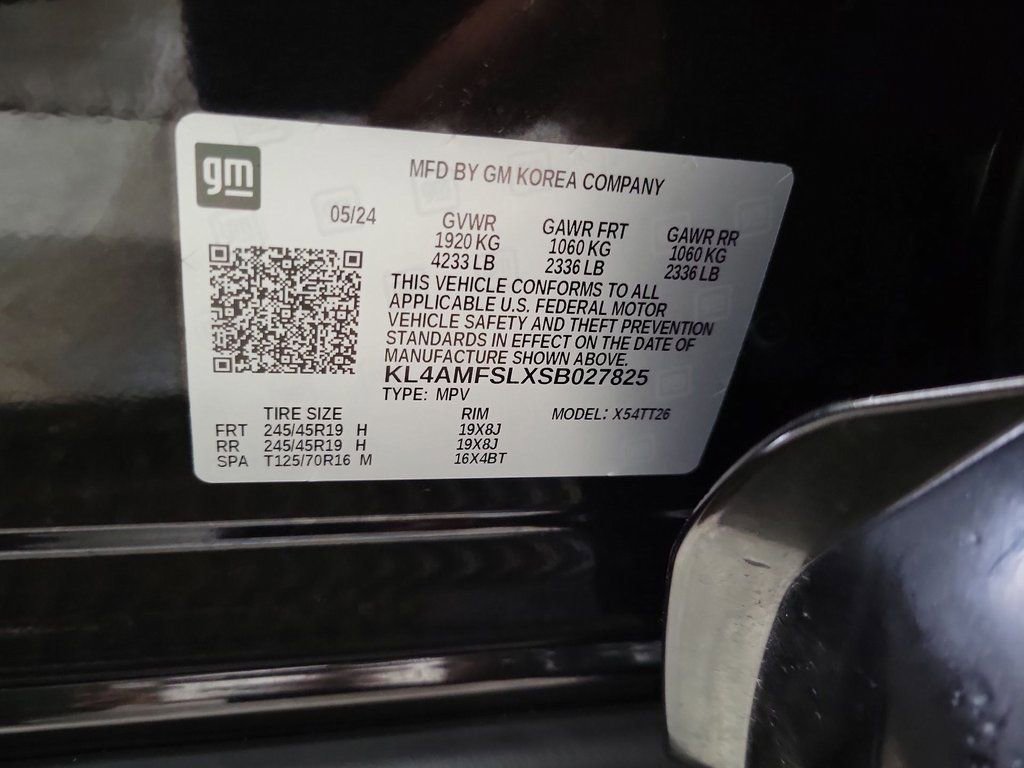 gm
MFD BY GM KOREA COMPANY
05/24
GVWR
1920 KG
4233 LB
GAWR FRT
1060 KG
2336 LB
GAWR RR
1060 KG
2336 LB
THIS VEHICLE CONFORMS TO ALL
APPLICABLE U.S. FEDERAL MOTOR
VEHICLE SAFETY AND THEFT PREVENTION
STANDARDS IN EFFECT ON THE DATE OF
MANUFACTURE SHOWN ABOVE.
KL4AMFSLXSB027825
TYPE: MPV
TIRE SIZE RIM MODEL: X54TT26
FRT 245/45R19 H 19X8J
RR 245/45R19 H 19X8J
SPA T125/70R16 M 16X4BT